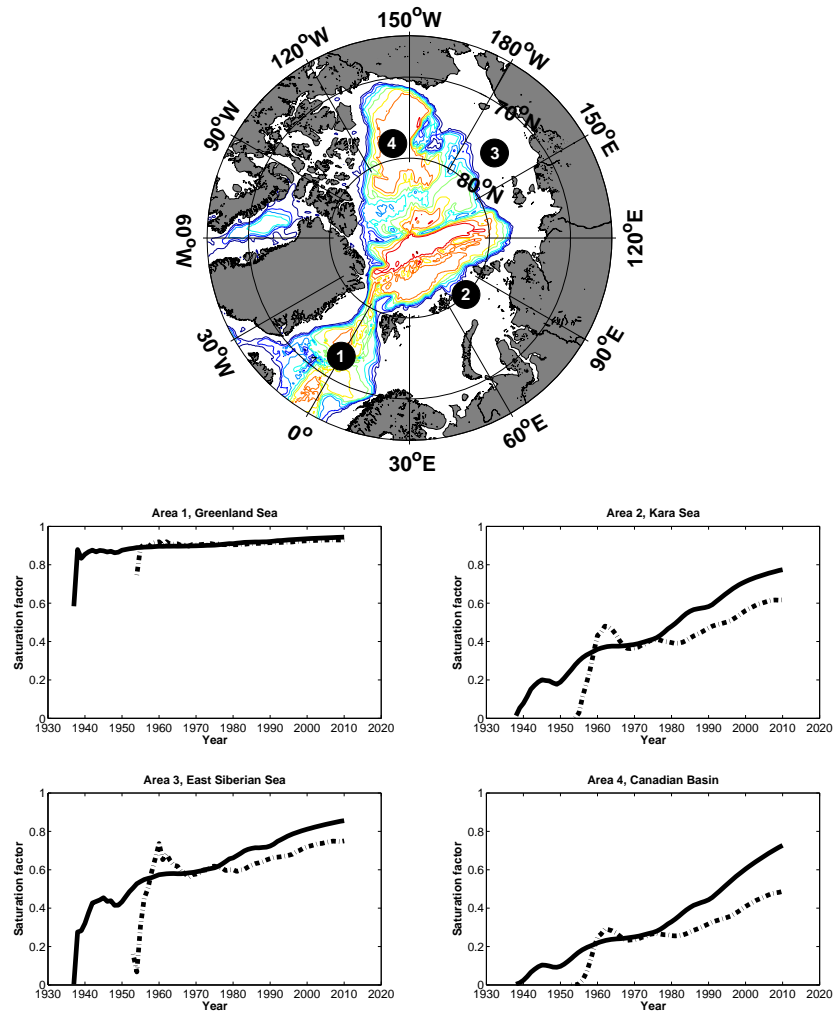 150°W
120°W
180°W
90°W
70°N
150°E
4
3
80°N
60°W
120°E
2
1
30°W
90°E
0°
60°E
30°E
Area 1, Greenland Sea
Saturation factor
1
0.8
0.6
0.4
0.2
0
1930 1940 1950 1960 1970 1980 1990 2000 2010 2020
Year
Area 2, Kara Sea
Saturation factor
1
0.8
0.6
0.4
0.2
0
1930 1940 1950 1960 1970 1980 1990 2000 2010 2020
Year
Area 3, East Siberian Sea
Saturation factor
1
0.8
0.6
0.4
0.2
0
1930 1940 1950 1960 1970 1980 1990 2000 2010 2020
Year
Area 4, Canadian Basin
Saturation factor
1
0.8
0.6
0.4
0.2
0
1930 1940 1950 1960 1970 1980 1990 2000 2010 2020
Year